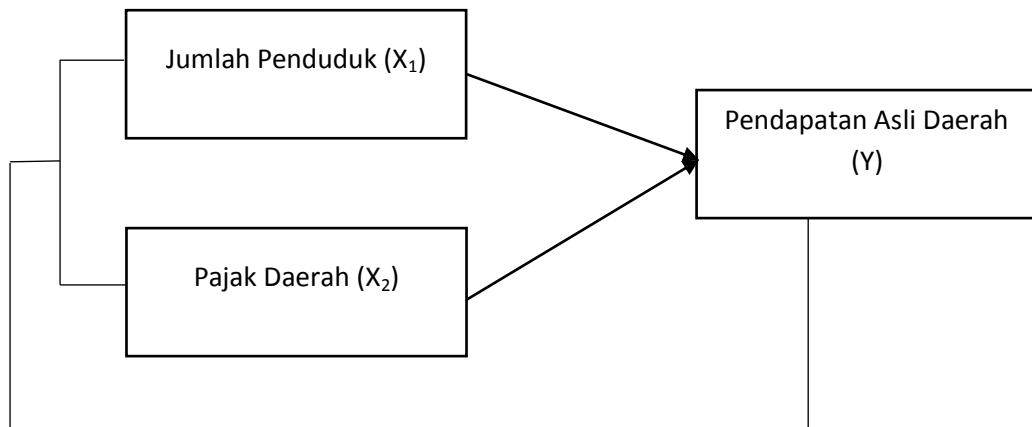 Jumlah Penduduk (X₁)
Pendapatan Asli Daerah
(Y)
Pajak Daerah (X₂)